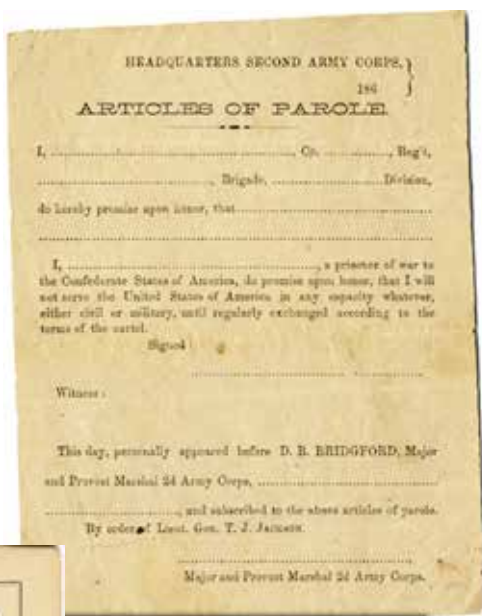 HEADQUARTERS SECOND ARMY CORPS, }
186
ARTICLES OF PAROLE.
I, ..............................................., Co. ..............., Reg't,
..............................................., Brigade, ..................Division,
do hereby promise upon honor, that...............................................
...............................................
I, ..............................................., a prisoner of war to
the Confederate States of America, do promise upon honor, that I will
not serve the United States of America in any capacity whatever,
either civil or military, until regularly exchanged according to the
terms of the cartel.
Signed
Witness:
This day, personally appeared before D. B. BRIDGFORD, Major
and Provost Marshal 2d Army Corps, ...............................................
..............................................., and subscribed to the above articles of parole.
By order of Lieut. Gen. T. J. JACKSON.
Major and Provost Marshal 2d Army Corps.